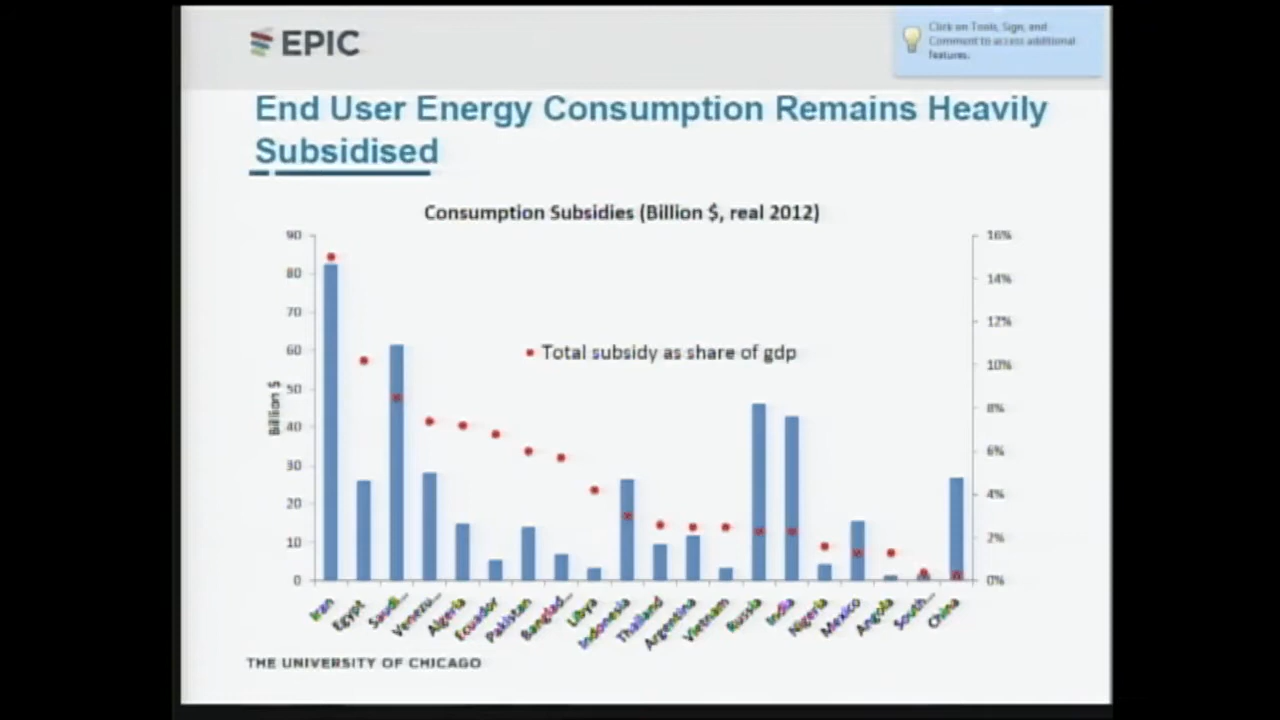 EPIC
Click on Tools, Sign, and
Comment to access additional
features.
End User Energy Consumption Remains Heavily
Subsidised
Consumption Subsidies (Billion $, real 2012)
90
80
70
60
50
40
30
20
10
0
Billion $
16%
14%
12%
10%
8%
6%
4%
2%
0%
Total subsidy as share of gdp
Iran
Egypt
Saudi...
Venezu...
Algeria
Ecuador
Pakistan
Banglad...
Libya
Indonesia
Thailand
Argentina
Vietnam
Russia
India
Nigeria
Mexico
Angola
South...
China
THE UNIVERSITY OF CHICAGO